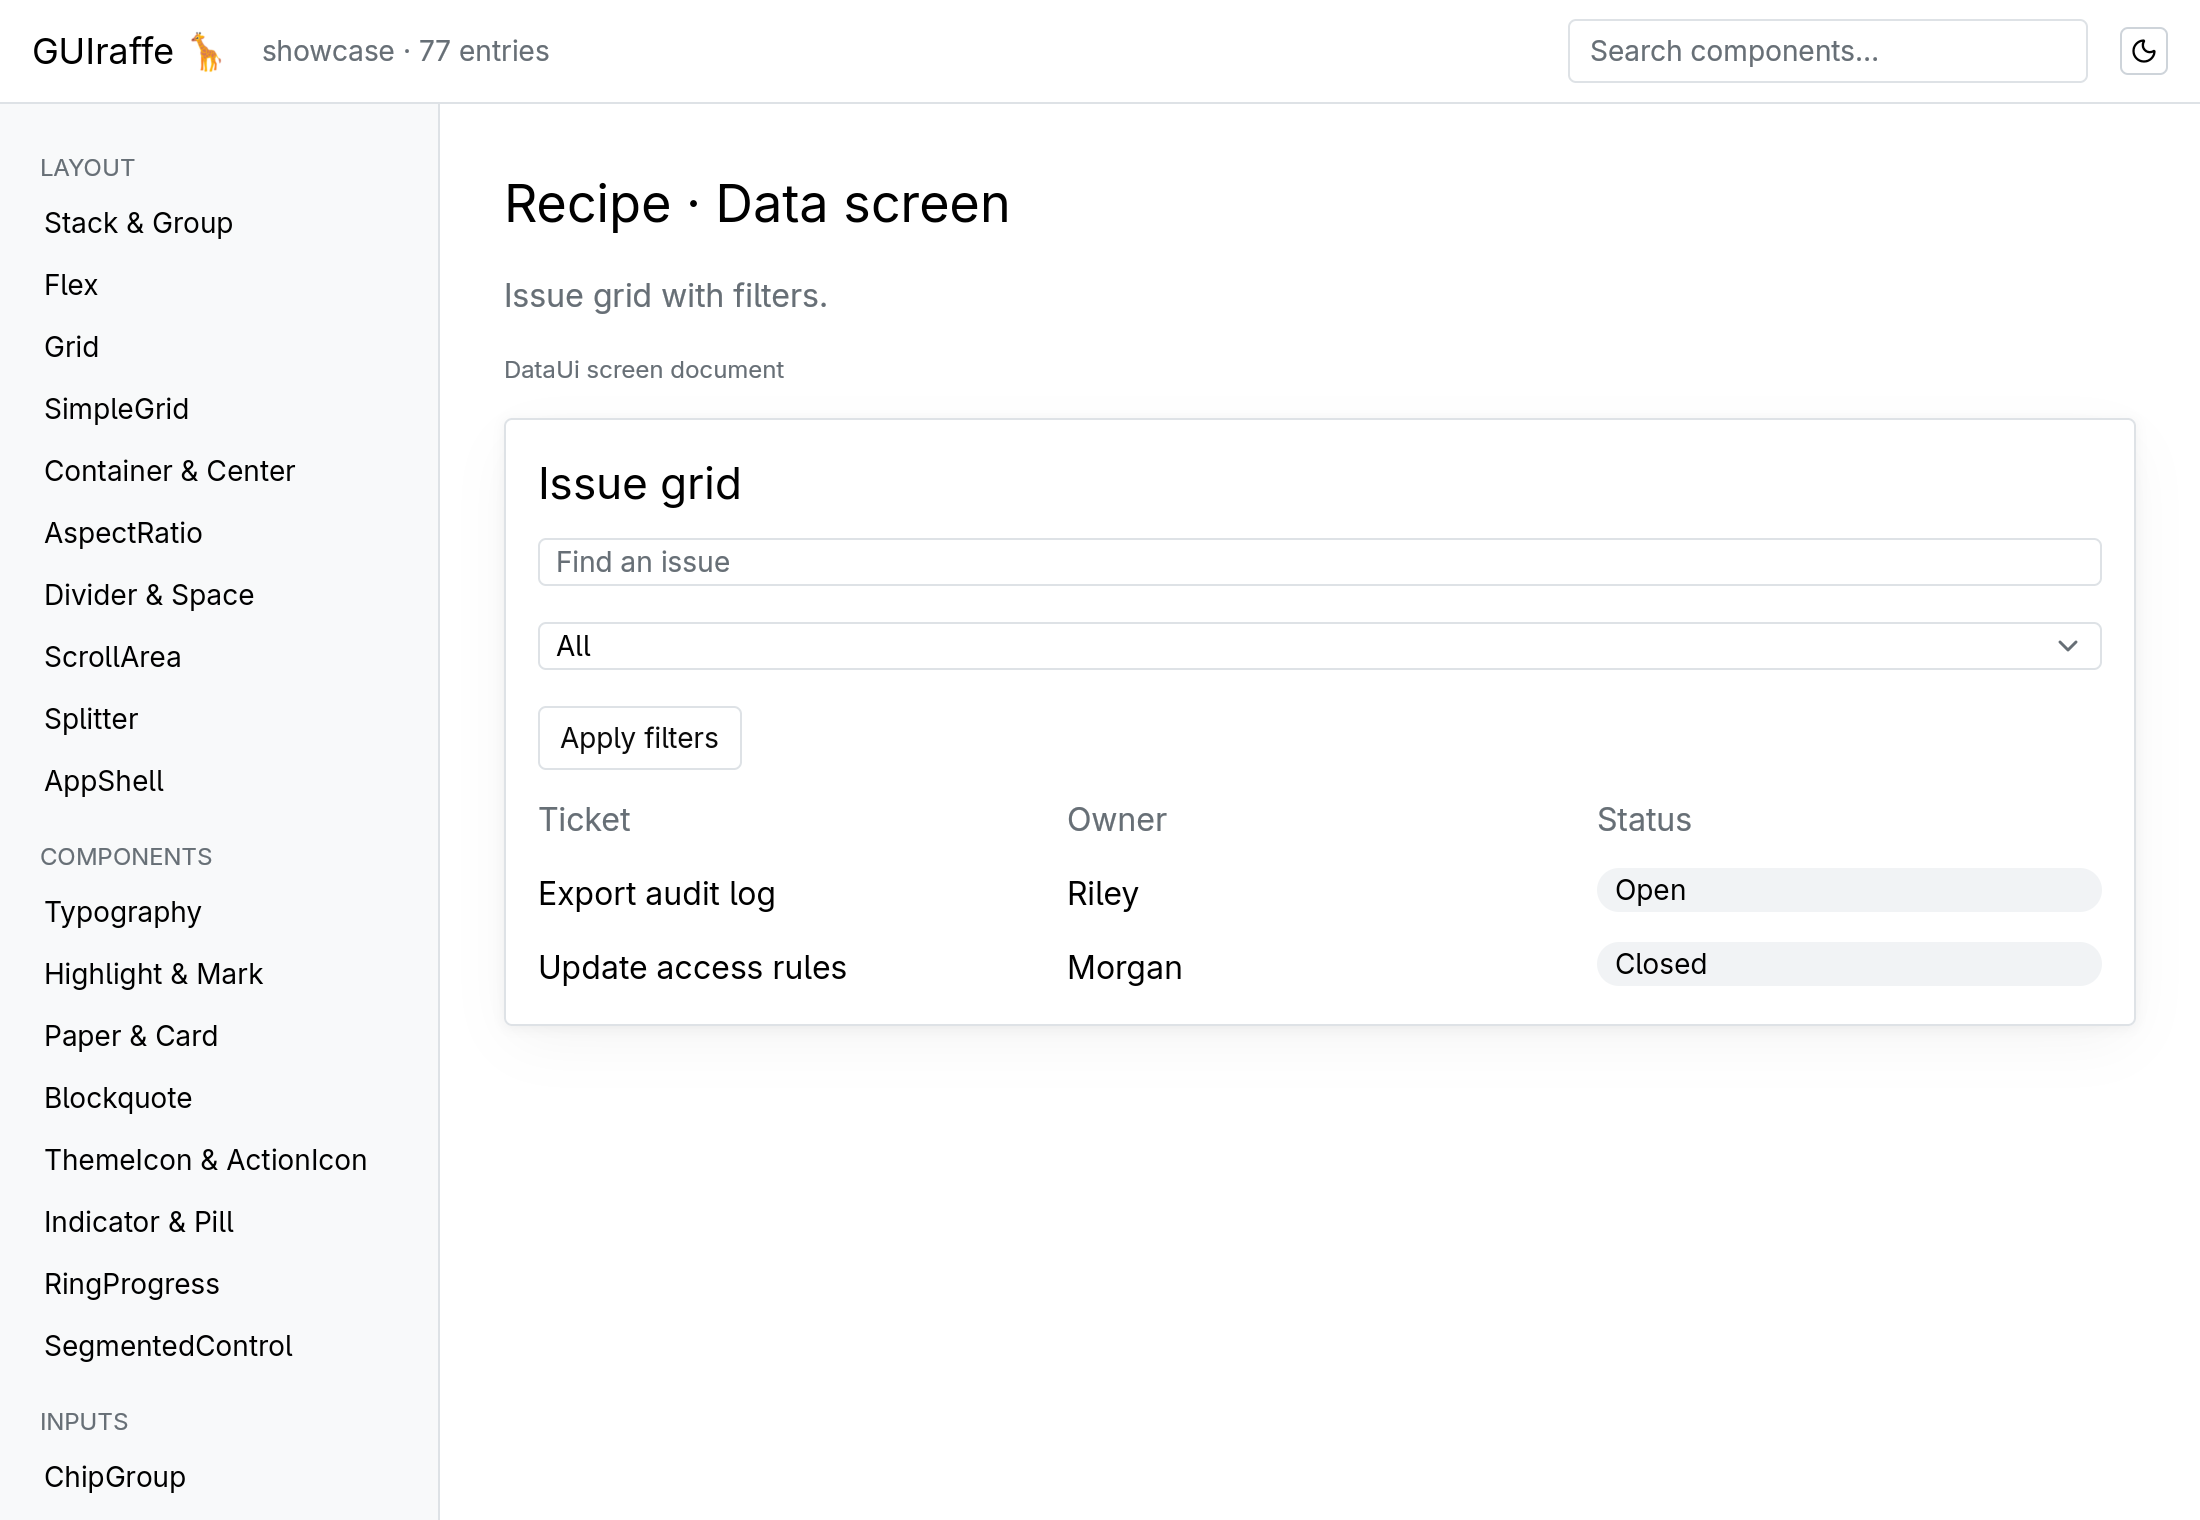 GUIraffe 🦒 showcase · 77 entries
Search components...
LAYOUT
Stack & Group
Flex
Grid
SimpleGrid
Container & Center
AspectRatio
Divider & Space
ScrollArea
Splitter
AppShell
COMPONENTS
Typography
Highlight & Mark
Paper & Card
Blockquote
ThemeIcon & ActionIcon
Indicator & Pill
RingProgress
SegmentedControl
INPUTS
ChipGroup
Recipe · Data screen
Issue grid with filters.
DataUi screen document
Issue grid
Find an issue
All
Apply filters
Ticket Owner Status
Export audit log Riley Open
Update access rules Morgan Closed